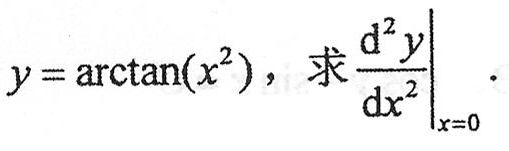 y = arctan(x²)，求 d²y/dx²|ₓ₌₀ .